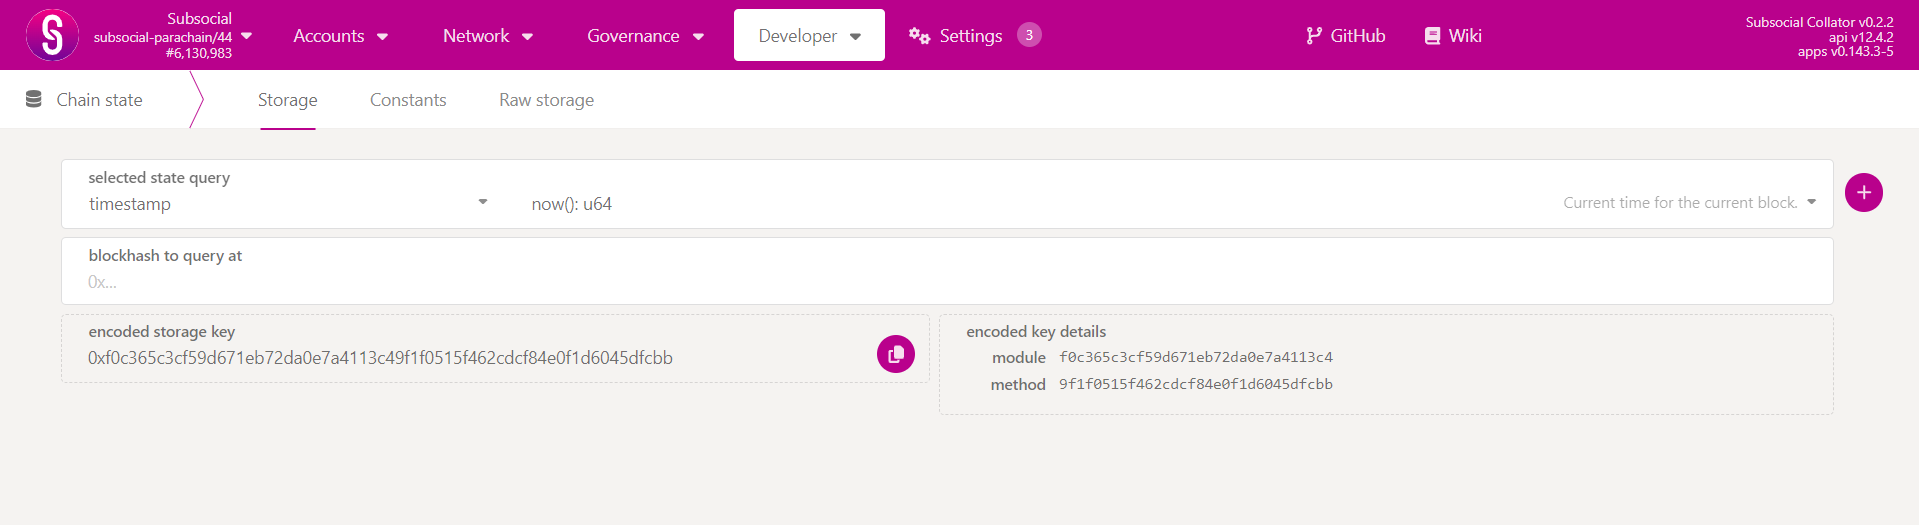 Subsocial
subsocial-parachain/44
#6,130,983
Accounts
Network
Governance
Developer
Settings 3
GitHub
Wiki
Subsocial Collator v0.2.2
api v12.4.2
apps v0.143.3-5
Chain state
Storage
Constants
Raw storage
selected state query
timestamp
now(): u64
Current time for the current block.
blockhash to query at
0x...
encoded storage key
0xf0c365c3cf59d671eb72da0e7a4113c49f1f0515f462cdcf84e0f1d6045dfcbb
encoded key details
module f0c365c3cf59d671eb72da0e7a4113c4
method 9f1f0515f462cdcf84e0f1d6045dfcbb